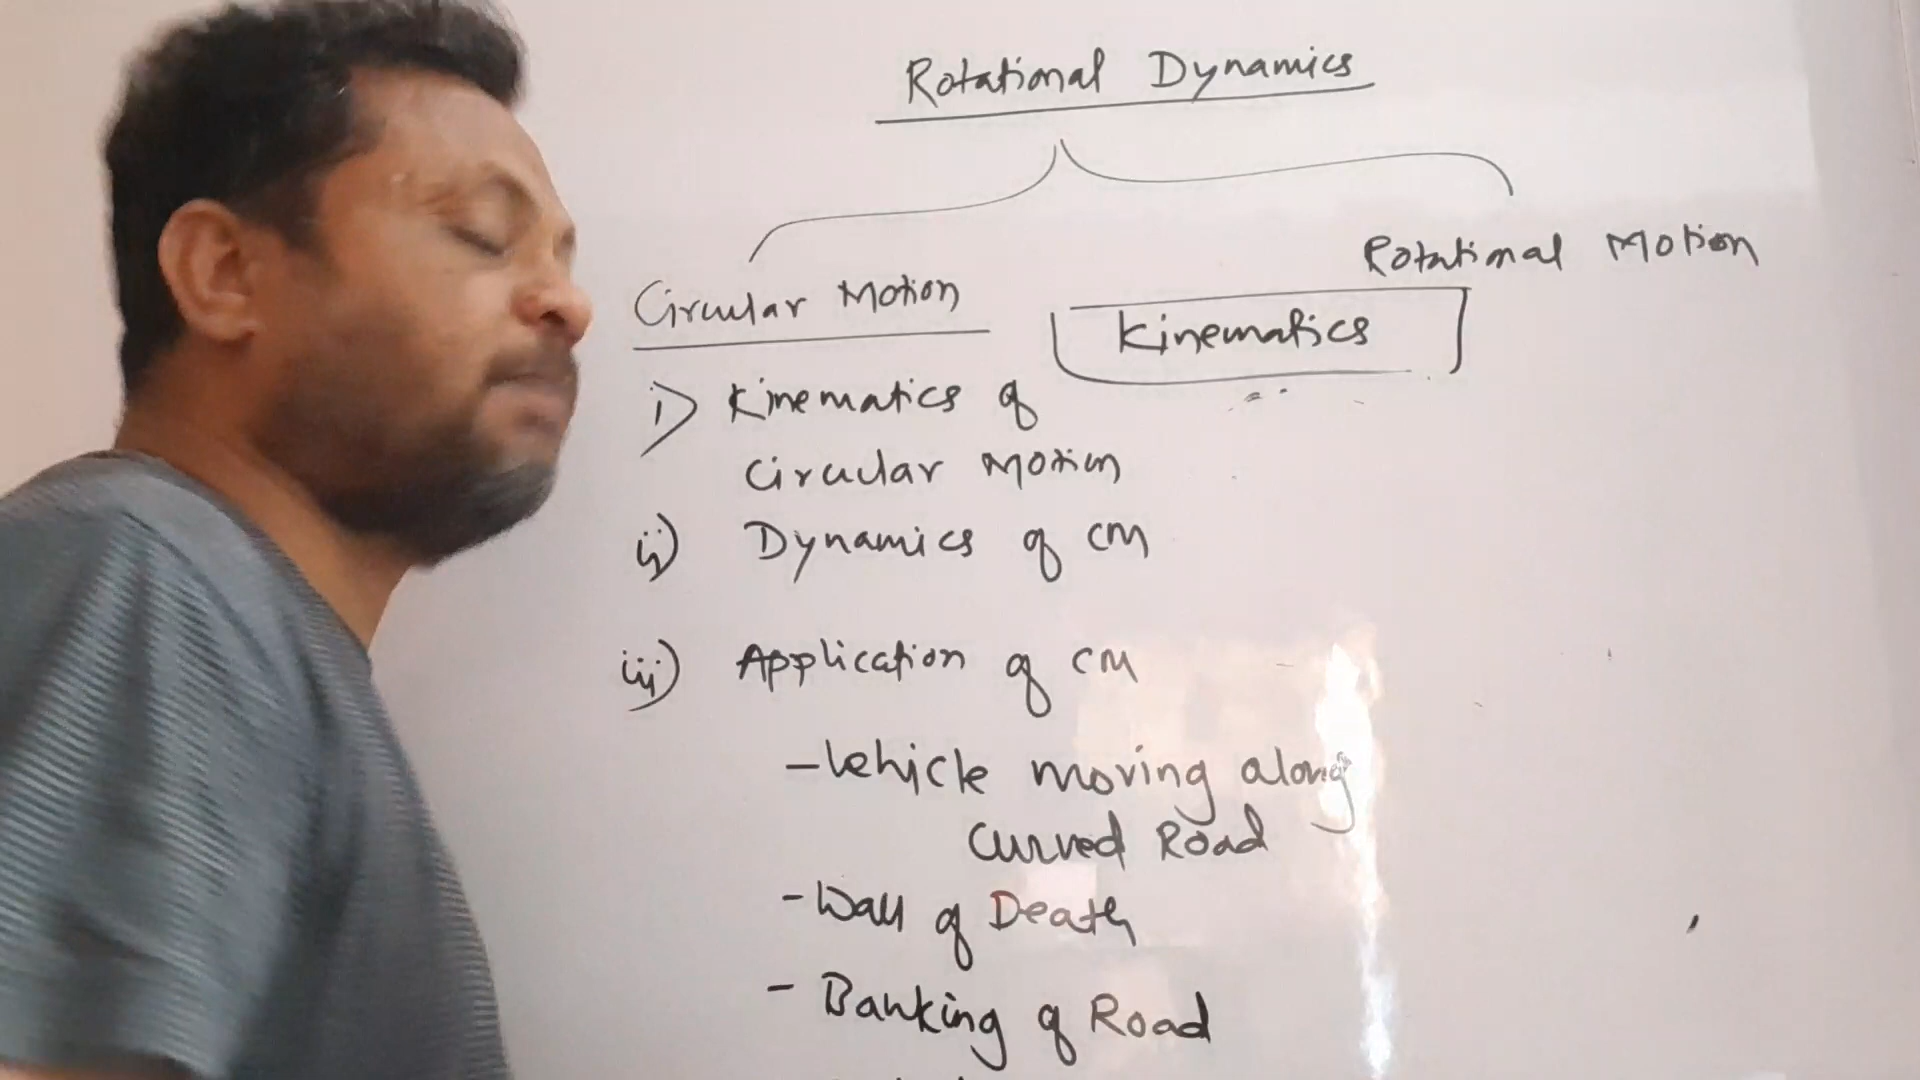 Rotational Dynamics
Rotational Motion
Circular Motion
Kinematics
i) Kinematics of
Circular Motion
ii) Dynamics of CM
iii) Application of CM
- Vehicle moving along
Curved Road
- Wall of Death
- Banking of Road